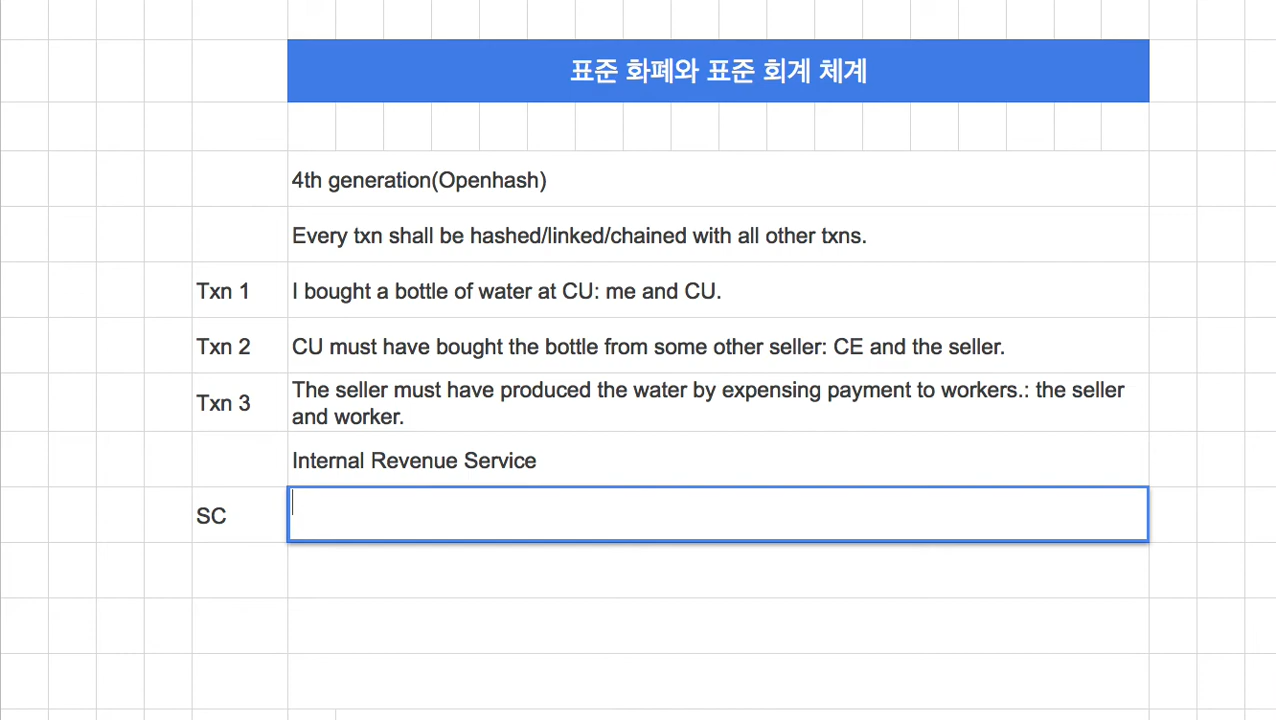 표준 화폐와 표준 회계 체계
4th generation(Openhash)
Every txn shall be hashed/linked/chained with all other txns.
Txn 1 I bought a bottle of water at CU: me and CU.
Txn 2 CU must have bought the bottle from some other seller: CE and the seller.
Txn 3 The seller must have produced the water by expensing payment to workers.: the seller
and worker.
Internal Revenue Service
SC